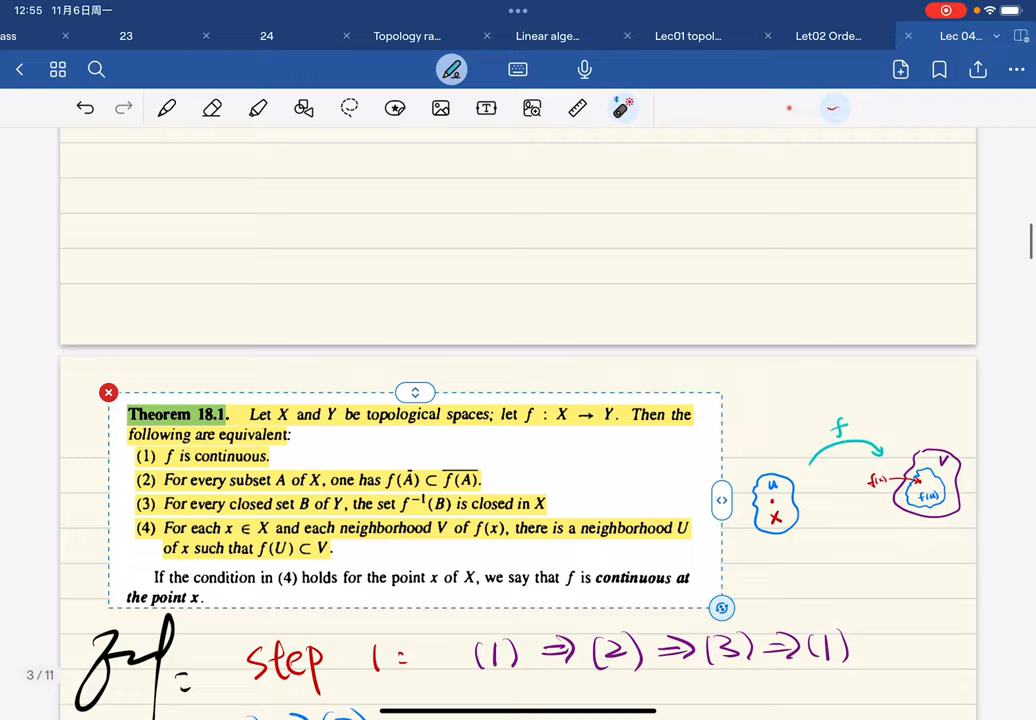 12:55 11月6日周一
ass 23 24 Topology ra... Linear alge... Lec01 topol... Let02 Orde... Lec 04...
Theorem 18.1. Let X and Y be topological spaces; let f : X → Y. Then the
following are equivalent:
(1) f is continuous.
(2) For every subset A of X, one has f(Ā) ⊂ \overline{f(A)}.
(3) For every closed set B of Y, the set f⁻¹(B) is closed in X
(4) For each x ∈ X and each neighborhood V of f(x), there is a neighborhood U
of x such that f(U) ⊂ V.
If the condition in (4) holds for the point x of X, we say that f is continuous at
the point x.
f
U
x
V
f(x)
f(U)
step 1: (1) ⇒ (2) ⇒ (3) ⇒ (1)
3 / 11